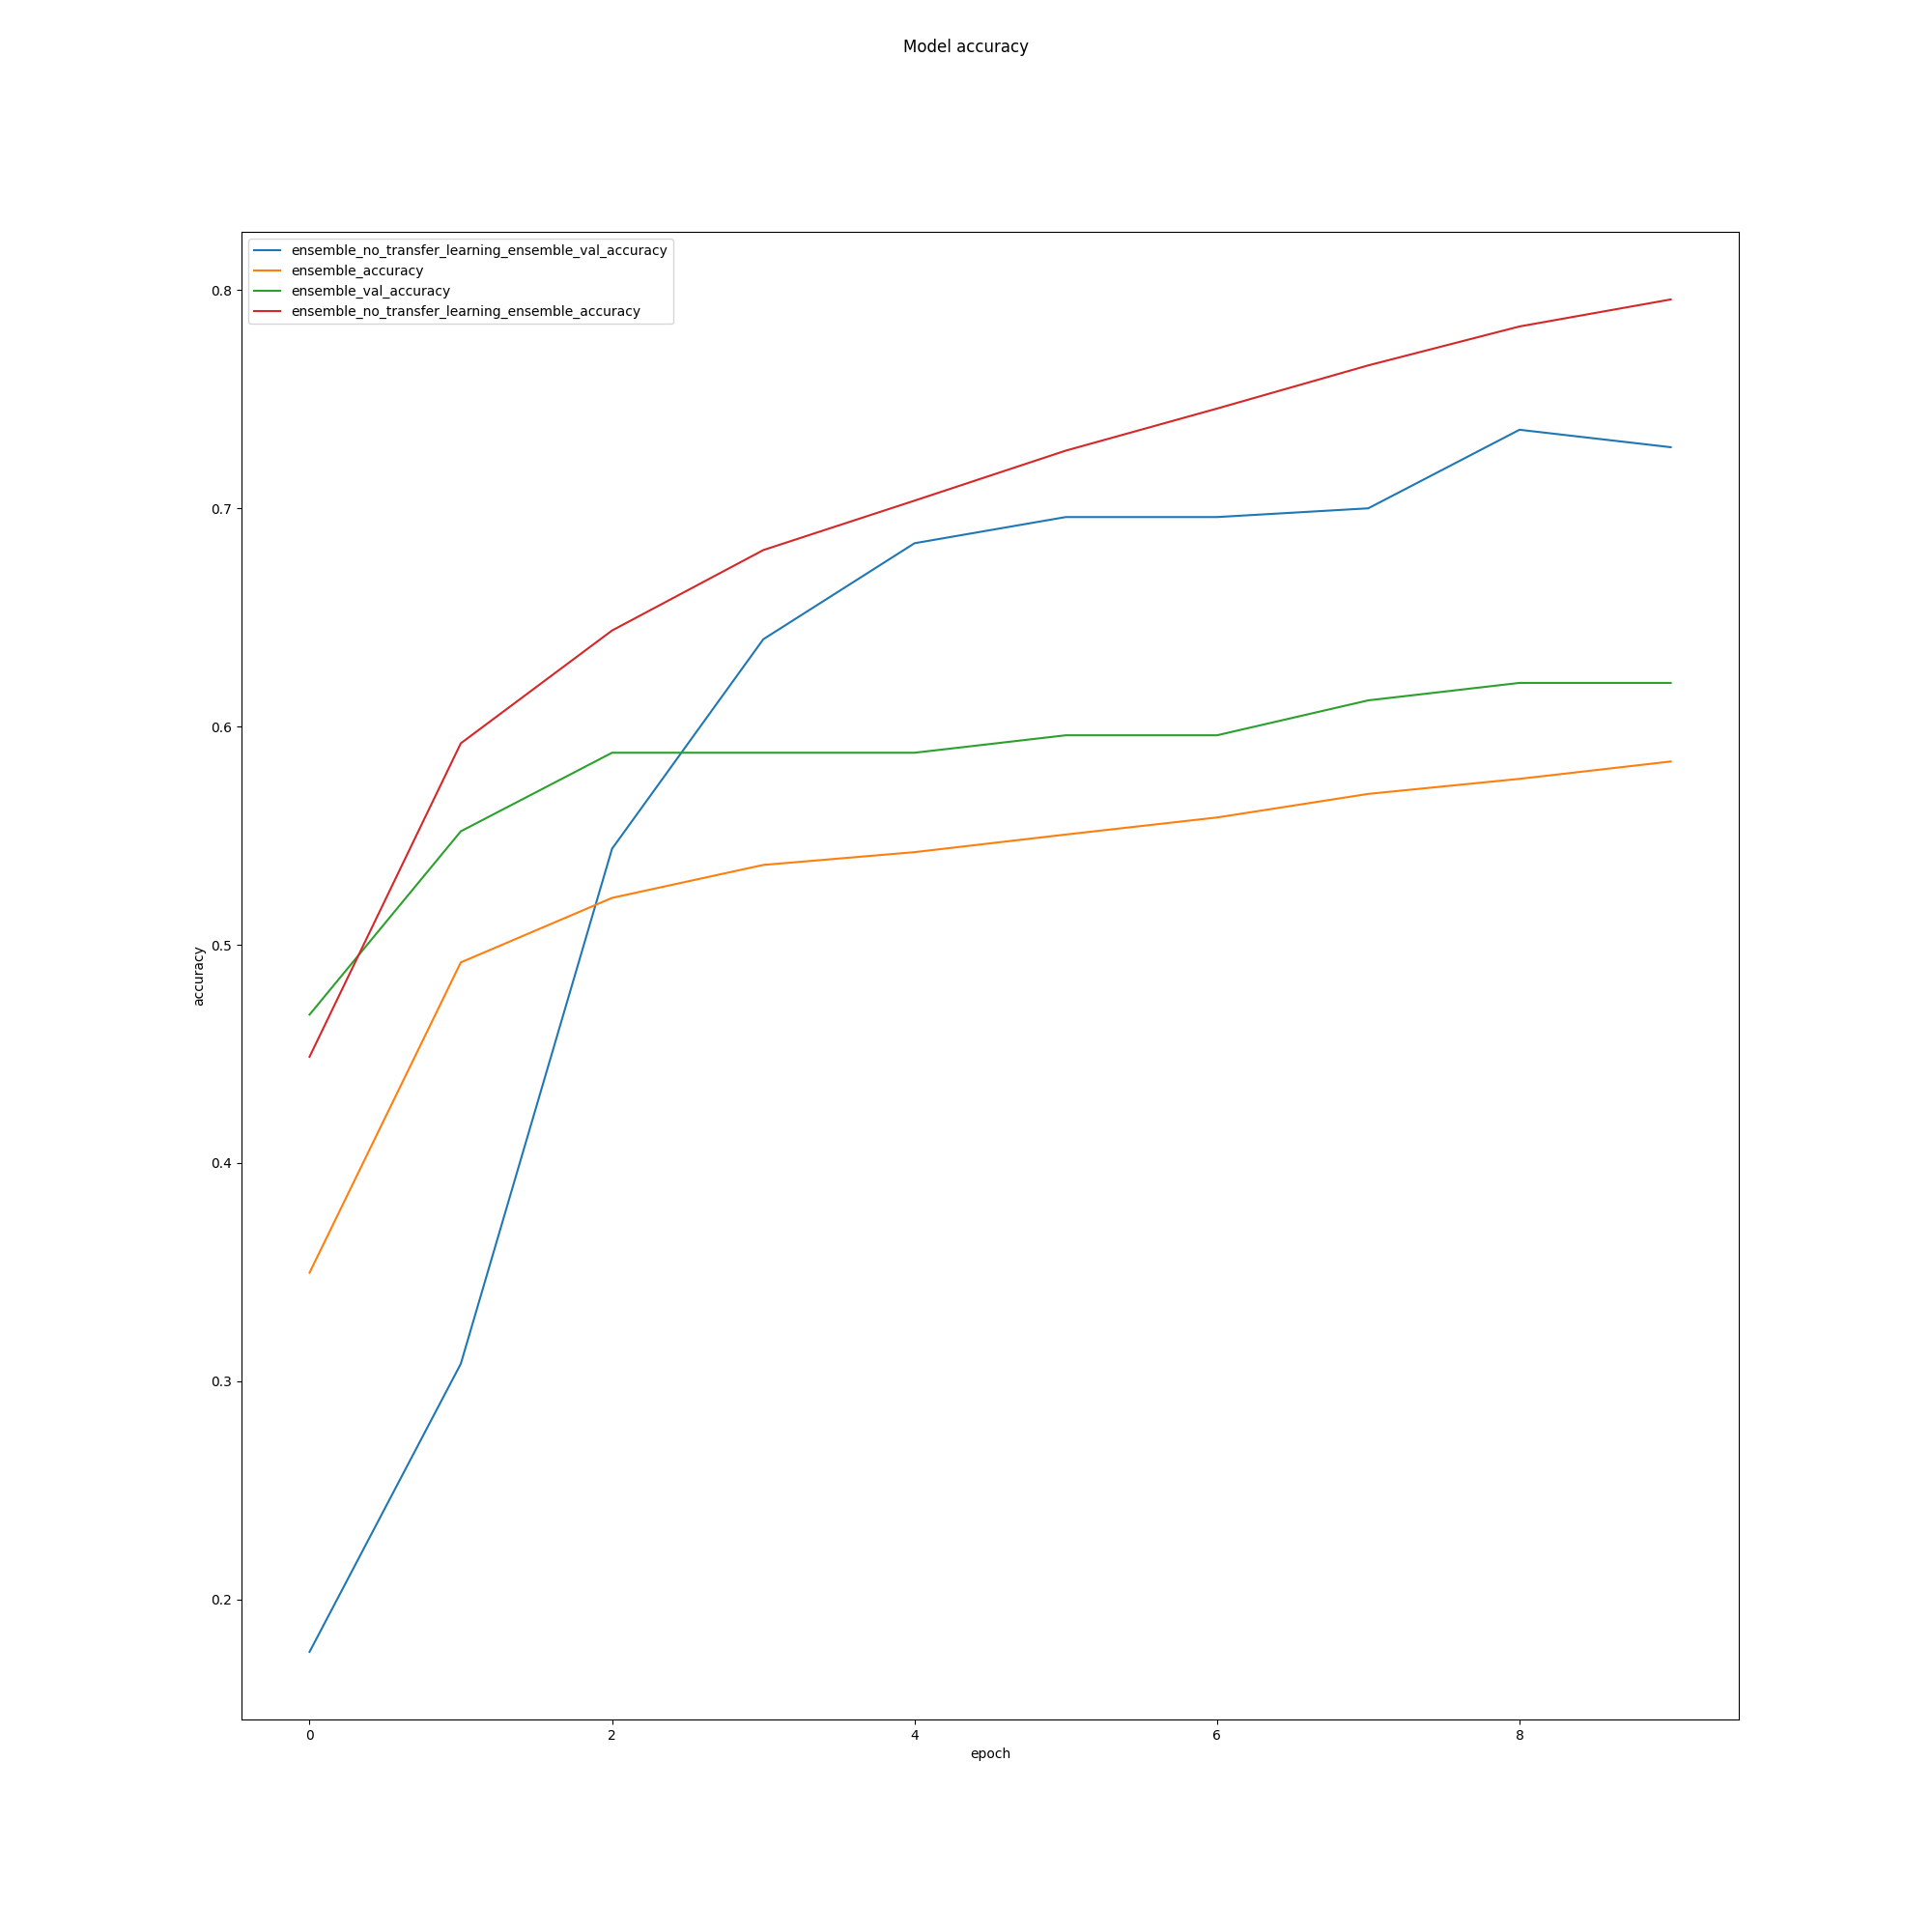 Model accuracy
ensemble_no_transfer_learning_ensemble_val_accuracy
ensemble_accuracy
ensemble_val_accuracy
ensemble_no_transfer_learning_ensemble_accuracy
0.8
0.7
0.6
0.5
0.4
0.3
0.2
accuracy
0 2 4 6 8
epoch